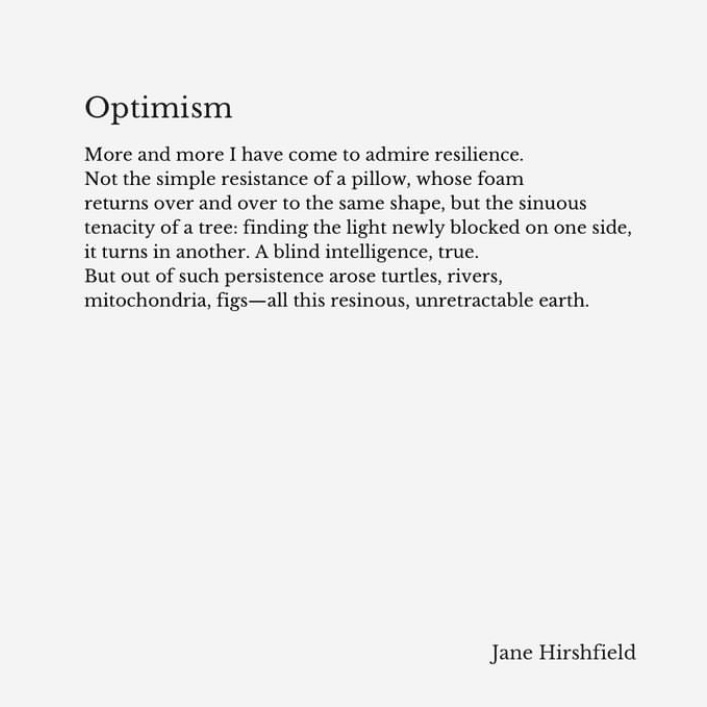 Optimism
More and more I have come to admire resilience.
Not the simple resistance of a pillow, whose foam
returns over and over to the same shape, but the sinuous
tenacity of a tree: finding the light newly blocked on one side,
it turns in another. A blind intelligence, true.
But out of such persistence arose turtles, rivers,
mitochondria, figs—all this resinous, unretractable earth.
Jane Hirshfield